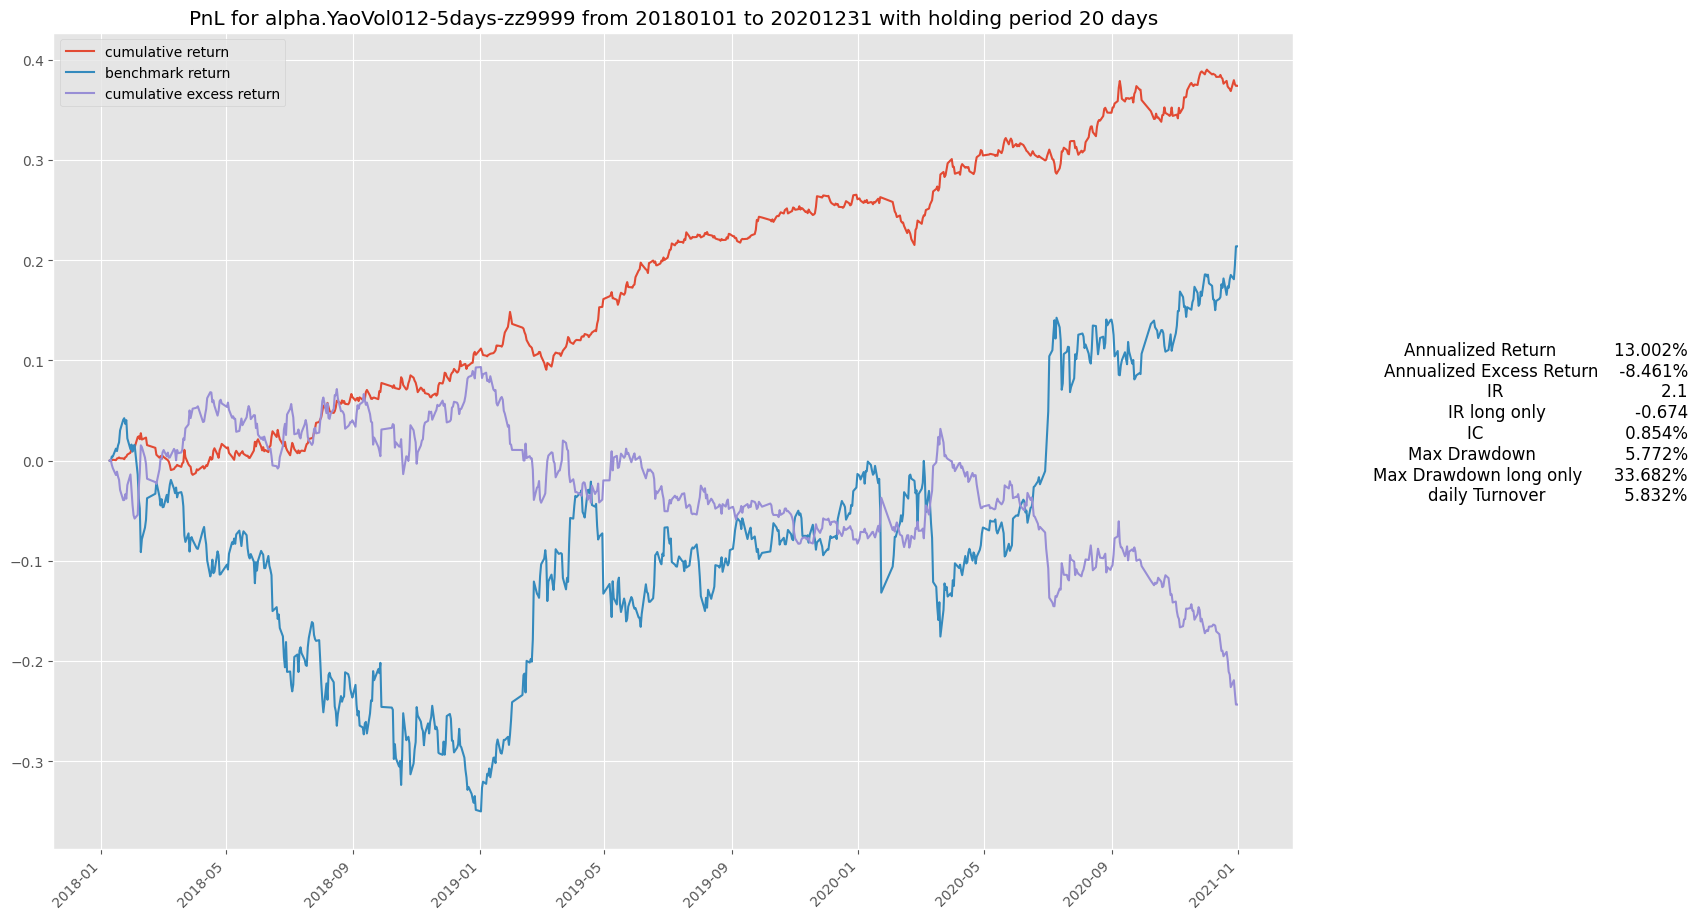 PnL for alpha.YaoVol012-5days-zz9999 from 20180101 to 20201231 with holding period 20 days
cumulative return
benchmark return
cumulative excess return
0.4
0.3
0.2
0.1
0.0
−0.1
−0.2
−0.3
2018-01
2018-05
2018-09
2019-01
2019-05
2019-09
2020-01
2020-05
2020-09
2021-01
Annualized Return 13.002%
Annualized Excess Return -8.461%
IR 2.1
IR long only -0.674
IC 0.854%
Max Drawdown 5.772%
Max Drawdown long only 33.682%
daily Turnover 5.832%